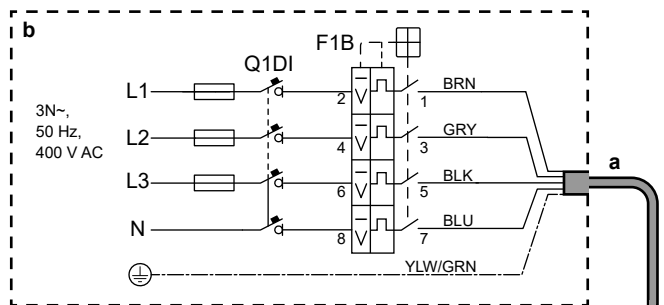 b
F1B
Q1DI
L1
2
1
BRN
3N~,
50 Hz,
400 V AC
L2
4
3
GRY
a
L3
6
5
BLK
N
8
7
BLU
YLW/GRN